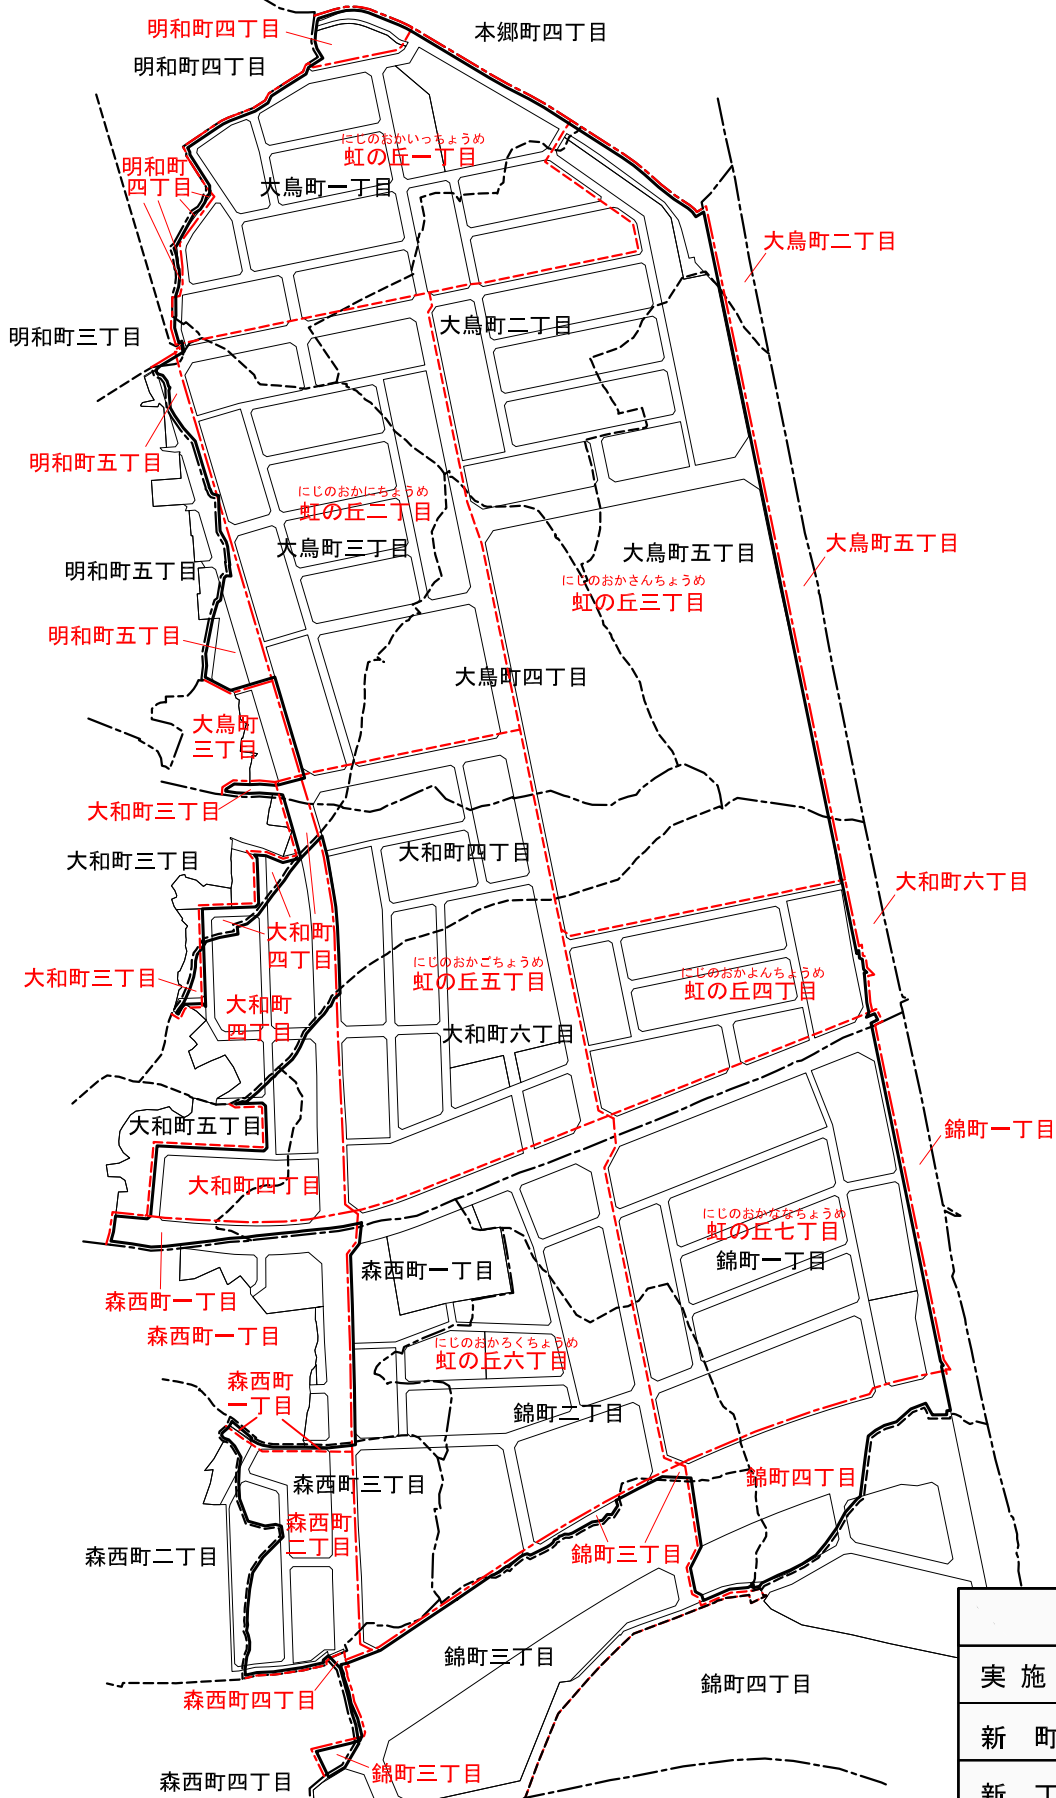 明和町四丁目
本郷町四丁目
明和町四丁目
にじのおかいっちょうめ
虹の丘一丁目
明和町
四丁目
大鳥町一丁目
大鳥町二丁目
大鳥町二丁目
明和町三丁目
明和町五丁目
にじのおかにちょうめ
虹の丘二丁目
大鳥町三丁目
大鳥町五丁目
大鳥町五丁目
明和町五丁目
にじのおかさんちょうめ
虹の丘三丁目
明和町五丁目
大鳥町四丁目
大鳥町
三丁目
大和町三丁目
大和町三丁目
大和町四丁目
大和町六丁目
大和町
四丁目
にじのおかごちょうめ
虹の丘五丁目
にじのおかよんちょうめ
虹の丘四丁目
大和町三丁目
大和町
四丁目
大和町六丁目
大和町五丁目
錦町一丁目
大和町四丁目
にじのおかななちょうめ
虹の丘七丁目
錦町一丁目
森西町一丁目
森西町一丁目
森西町一丁目
にじのおかろくちょうめ
虹の丘六丁目
森西町
一丁目
錦町二丁目
森西町三丁目
錦町四丁目
森西町
二丁目
森西町二丁目
錦町三丁目
錦町三丁目
錦町四丁目
森西町四丁目
錦町三丁目
森西町四丁目
実 施
新 町
新 丁